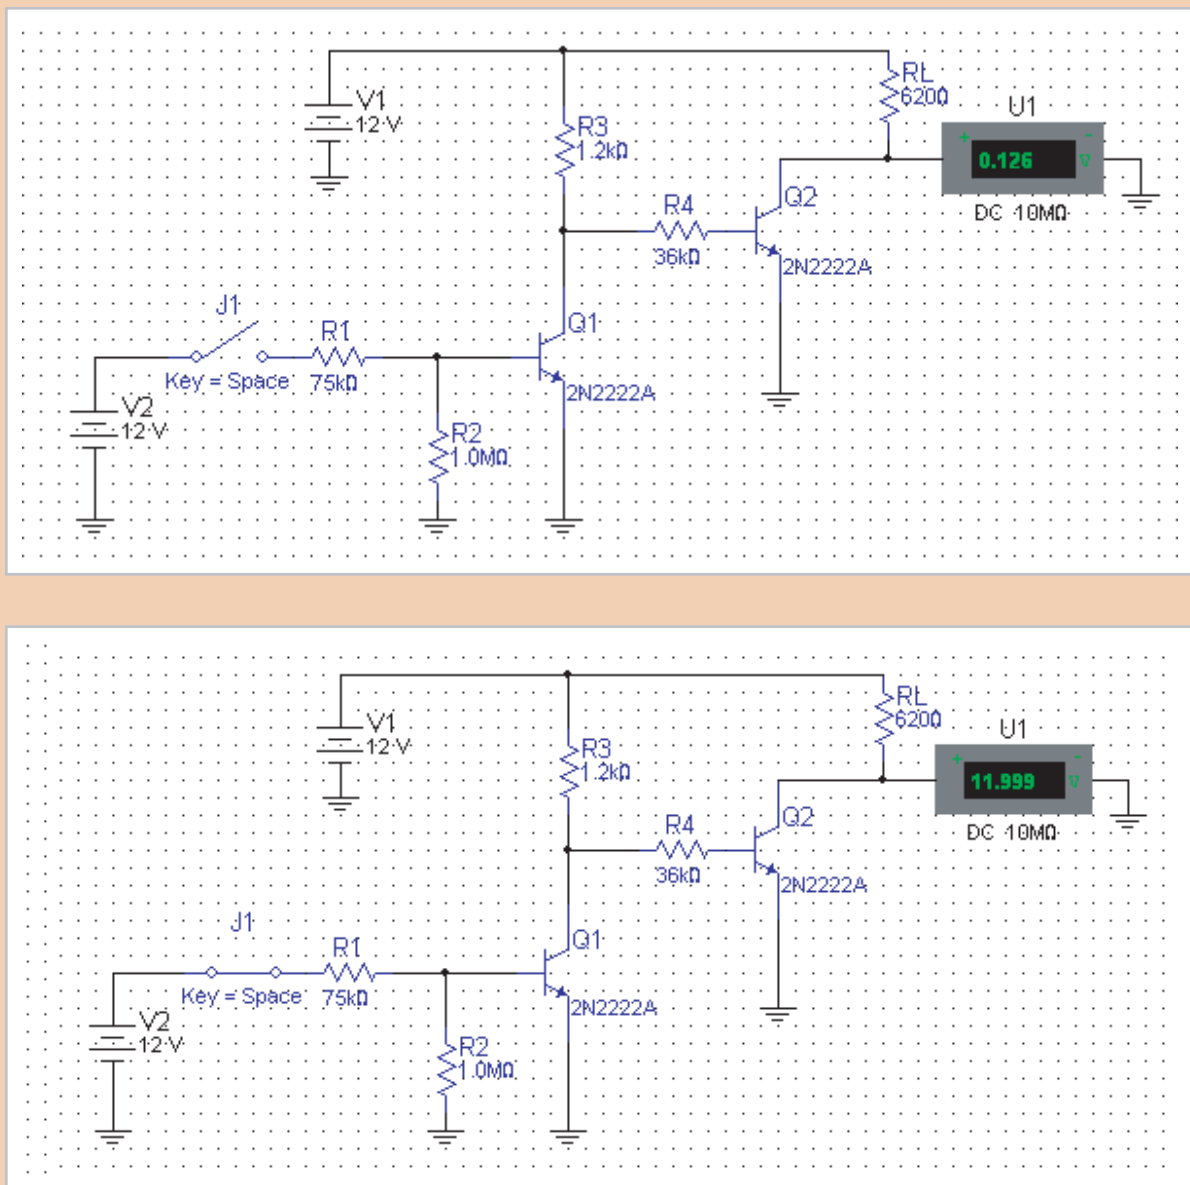 V1
12 V
R3
1.2kΩ
RL
620Ω
U1
+
-
0.126
V
DC 10MΩ
R4
36kΩ
Q2
2N2222A
J1
Key = Space
R1
75kΩ
Q1
2N2222A
V2
12 V
R2
1.0MΩ
V1
12 V
R3
1.2kΩ
RL
620Ω
U1
+
-
11.999
V
DC 10MΩ
R4
36kΩ
Q2
2N2222A
J1
Key = Space
R1
75kΩ
Q1
2N2222A
V2
12 V
R2
1.0MΩ